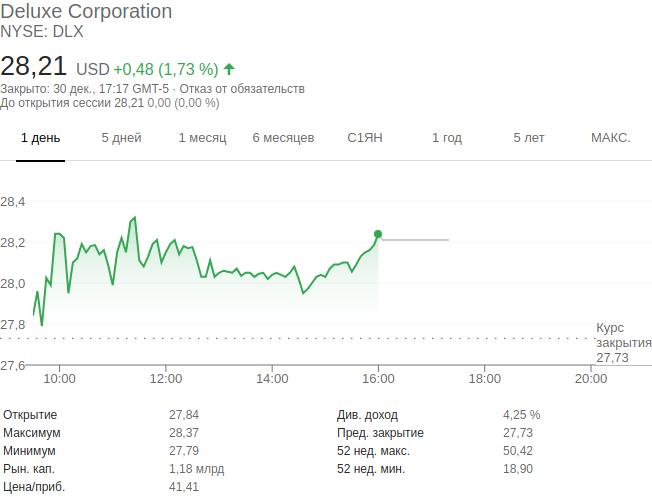 Deluxe Corporation
NYSE: DLX
28,21 USD +0,48 (1,73 %)
Закрыто: 30 дек., 17:17 GMT-5 · Отказ от обязательств
До открытия сессии 28,21 0,00 (0,00 %)
1 день 5 дней 1 месяц 6 месяцев С1ЯН 1 год 5 лет МАКС.
28,4
28,2
28,0
27,8
Курс
закрытия
27,73
27,6
10:00 12:00 14:00 16:00 18:00 20:00
Открытие 27,84 Див. доход 4,25 %
Максимум 28,37 Пред. закрытие 27,73
Минимум 27,79 52 нед. макс. 50,42
Рын. кап. 1,18 млрд 52 нед. мин. 18,90
Цена/приб. 41,41